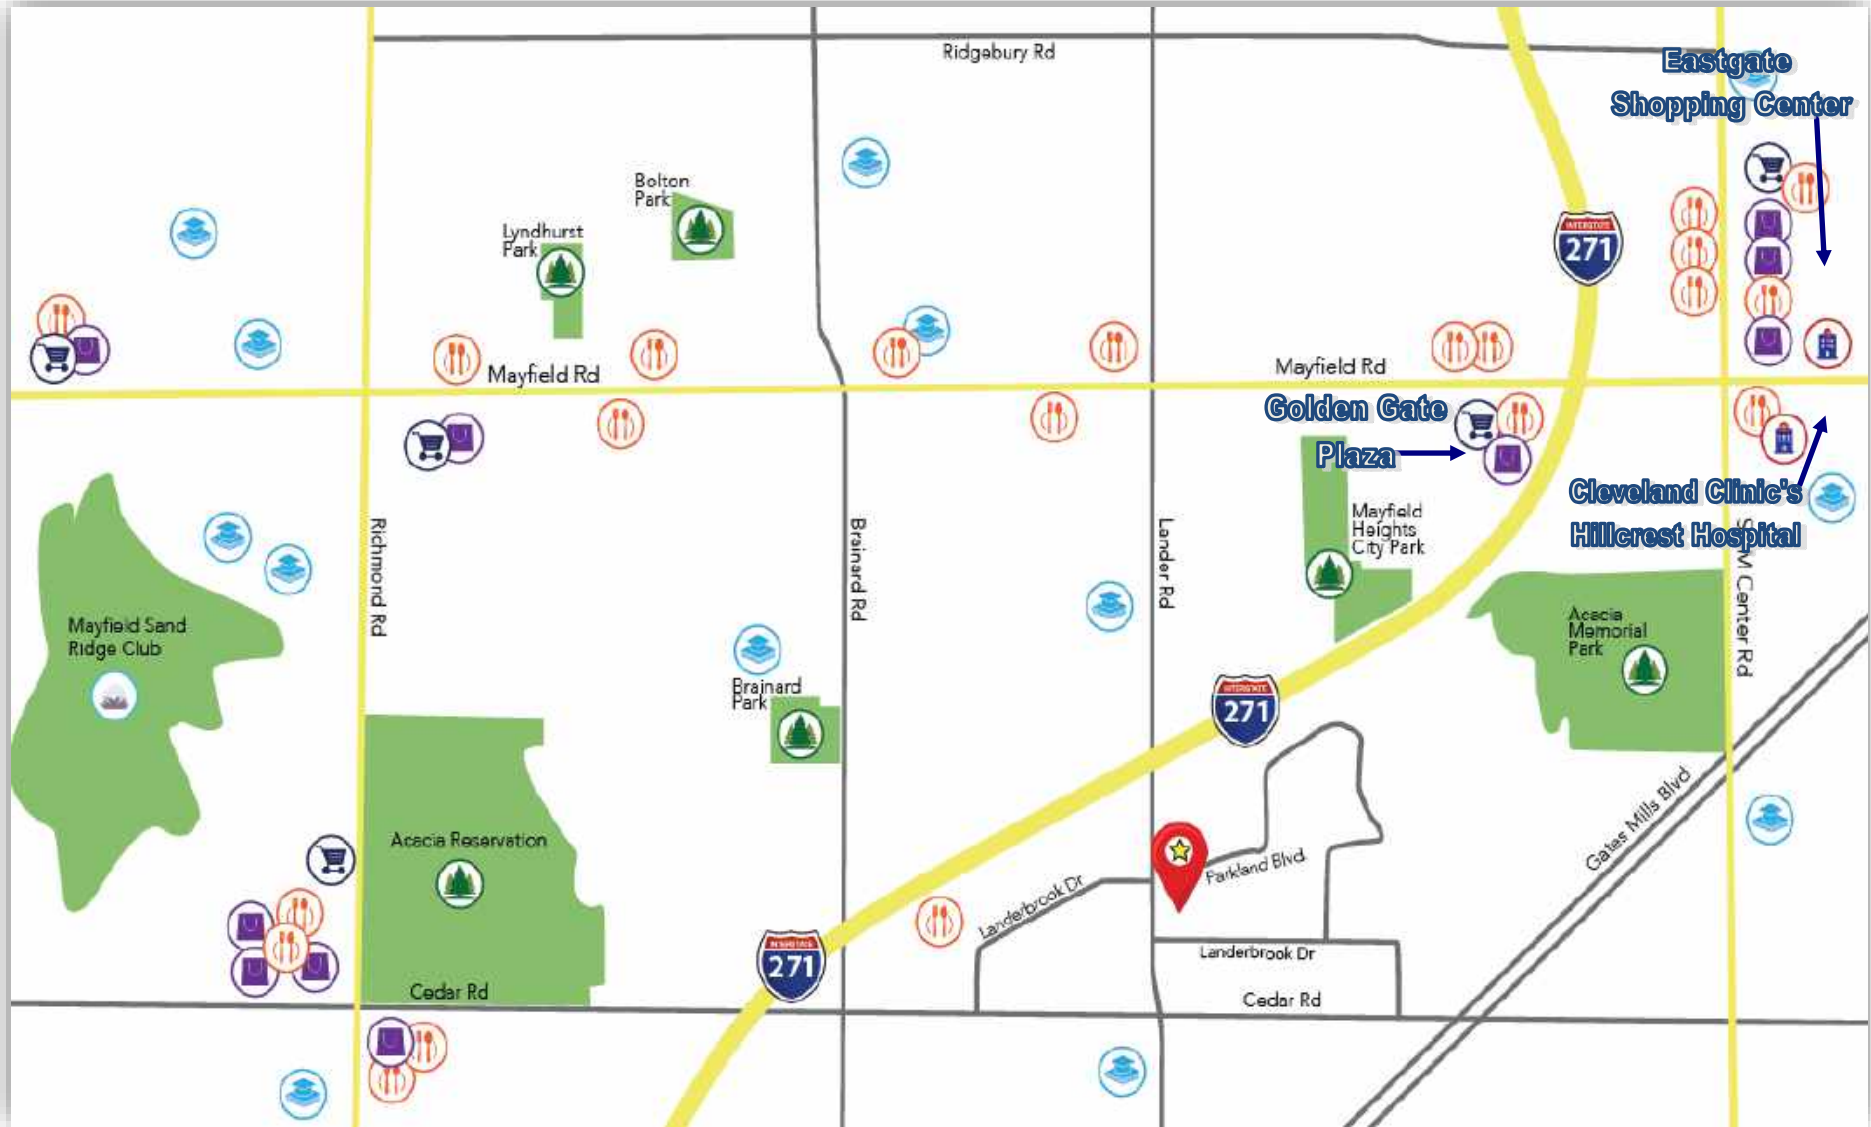 Ridgebury Rd
Eastgate
Shopping Center
Bolton
Park
Lyndhurst
Park
INTERSTATE
271
Mayfield Rd
Mayfield Rd
Golden Gate
Plaza
Cleveland Clinic's
Hillcrest Hospital
Mayfield
Heights
City Park
Richmond Rd
Brainard Rd
Lander Rd
SOM Center Rd
Mayfield Sand
Ridge Club
Acacia
Memorial
Park
Brainard
Park
INTERSTATE
271
Acacia Reservation
Parkland Blvd
Gates Mills Blvd
Landerbrook Dr
INTERSTATE
271
Landerbrook Dr
Cedar Rd
Cedar Rd